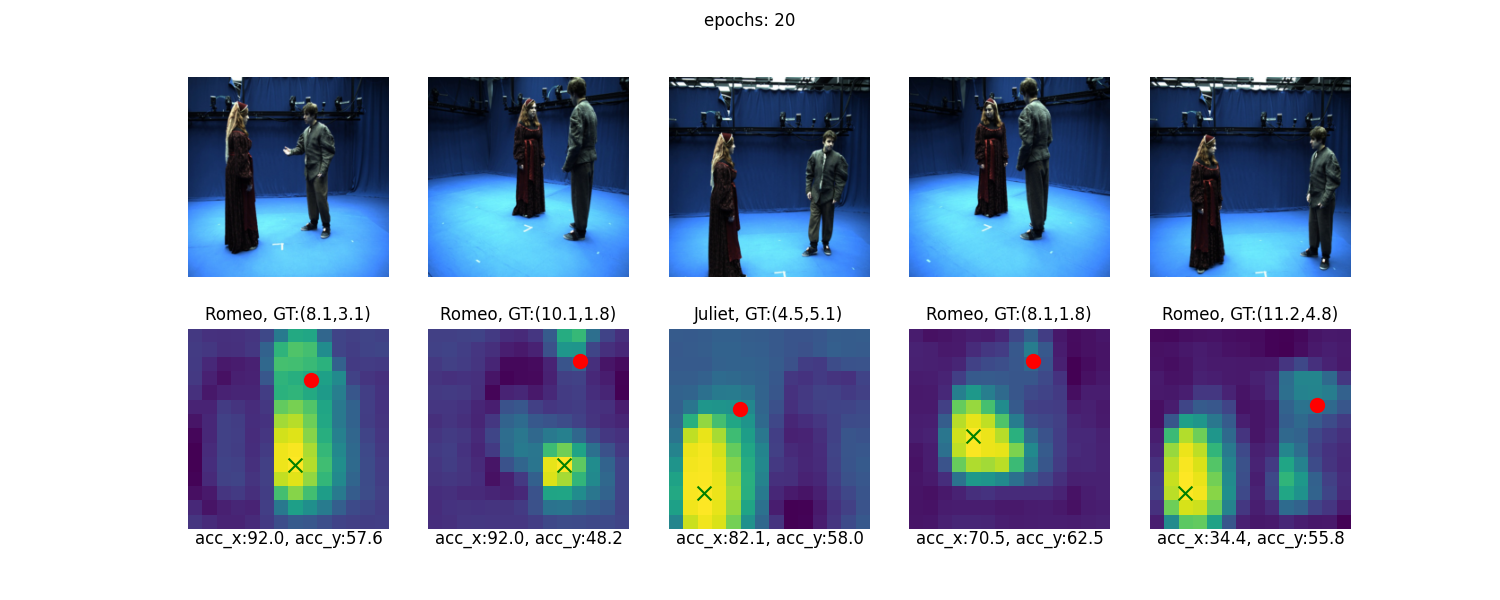 epochs: 20
Romeo, GT:(8.1,3.1)
Romeo, GT:(10.1,1.8)
Juliet, GT:(4.5,5.1)
Romeo, GT:(8.1,1.8)
Romeo, GT:(11.2,4.8)
acc_x:92.0, acc_y:57.6
acc_x:92.0, acc_y:48.2
acc_x:82.1, acc_y:58.0
acc_x:70.5, acc_y:62.5
acc_x:34.4, acc_y:55.8